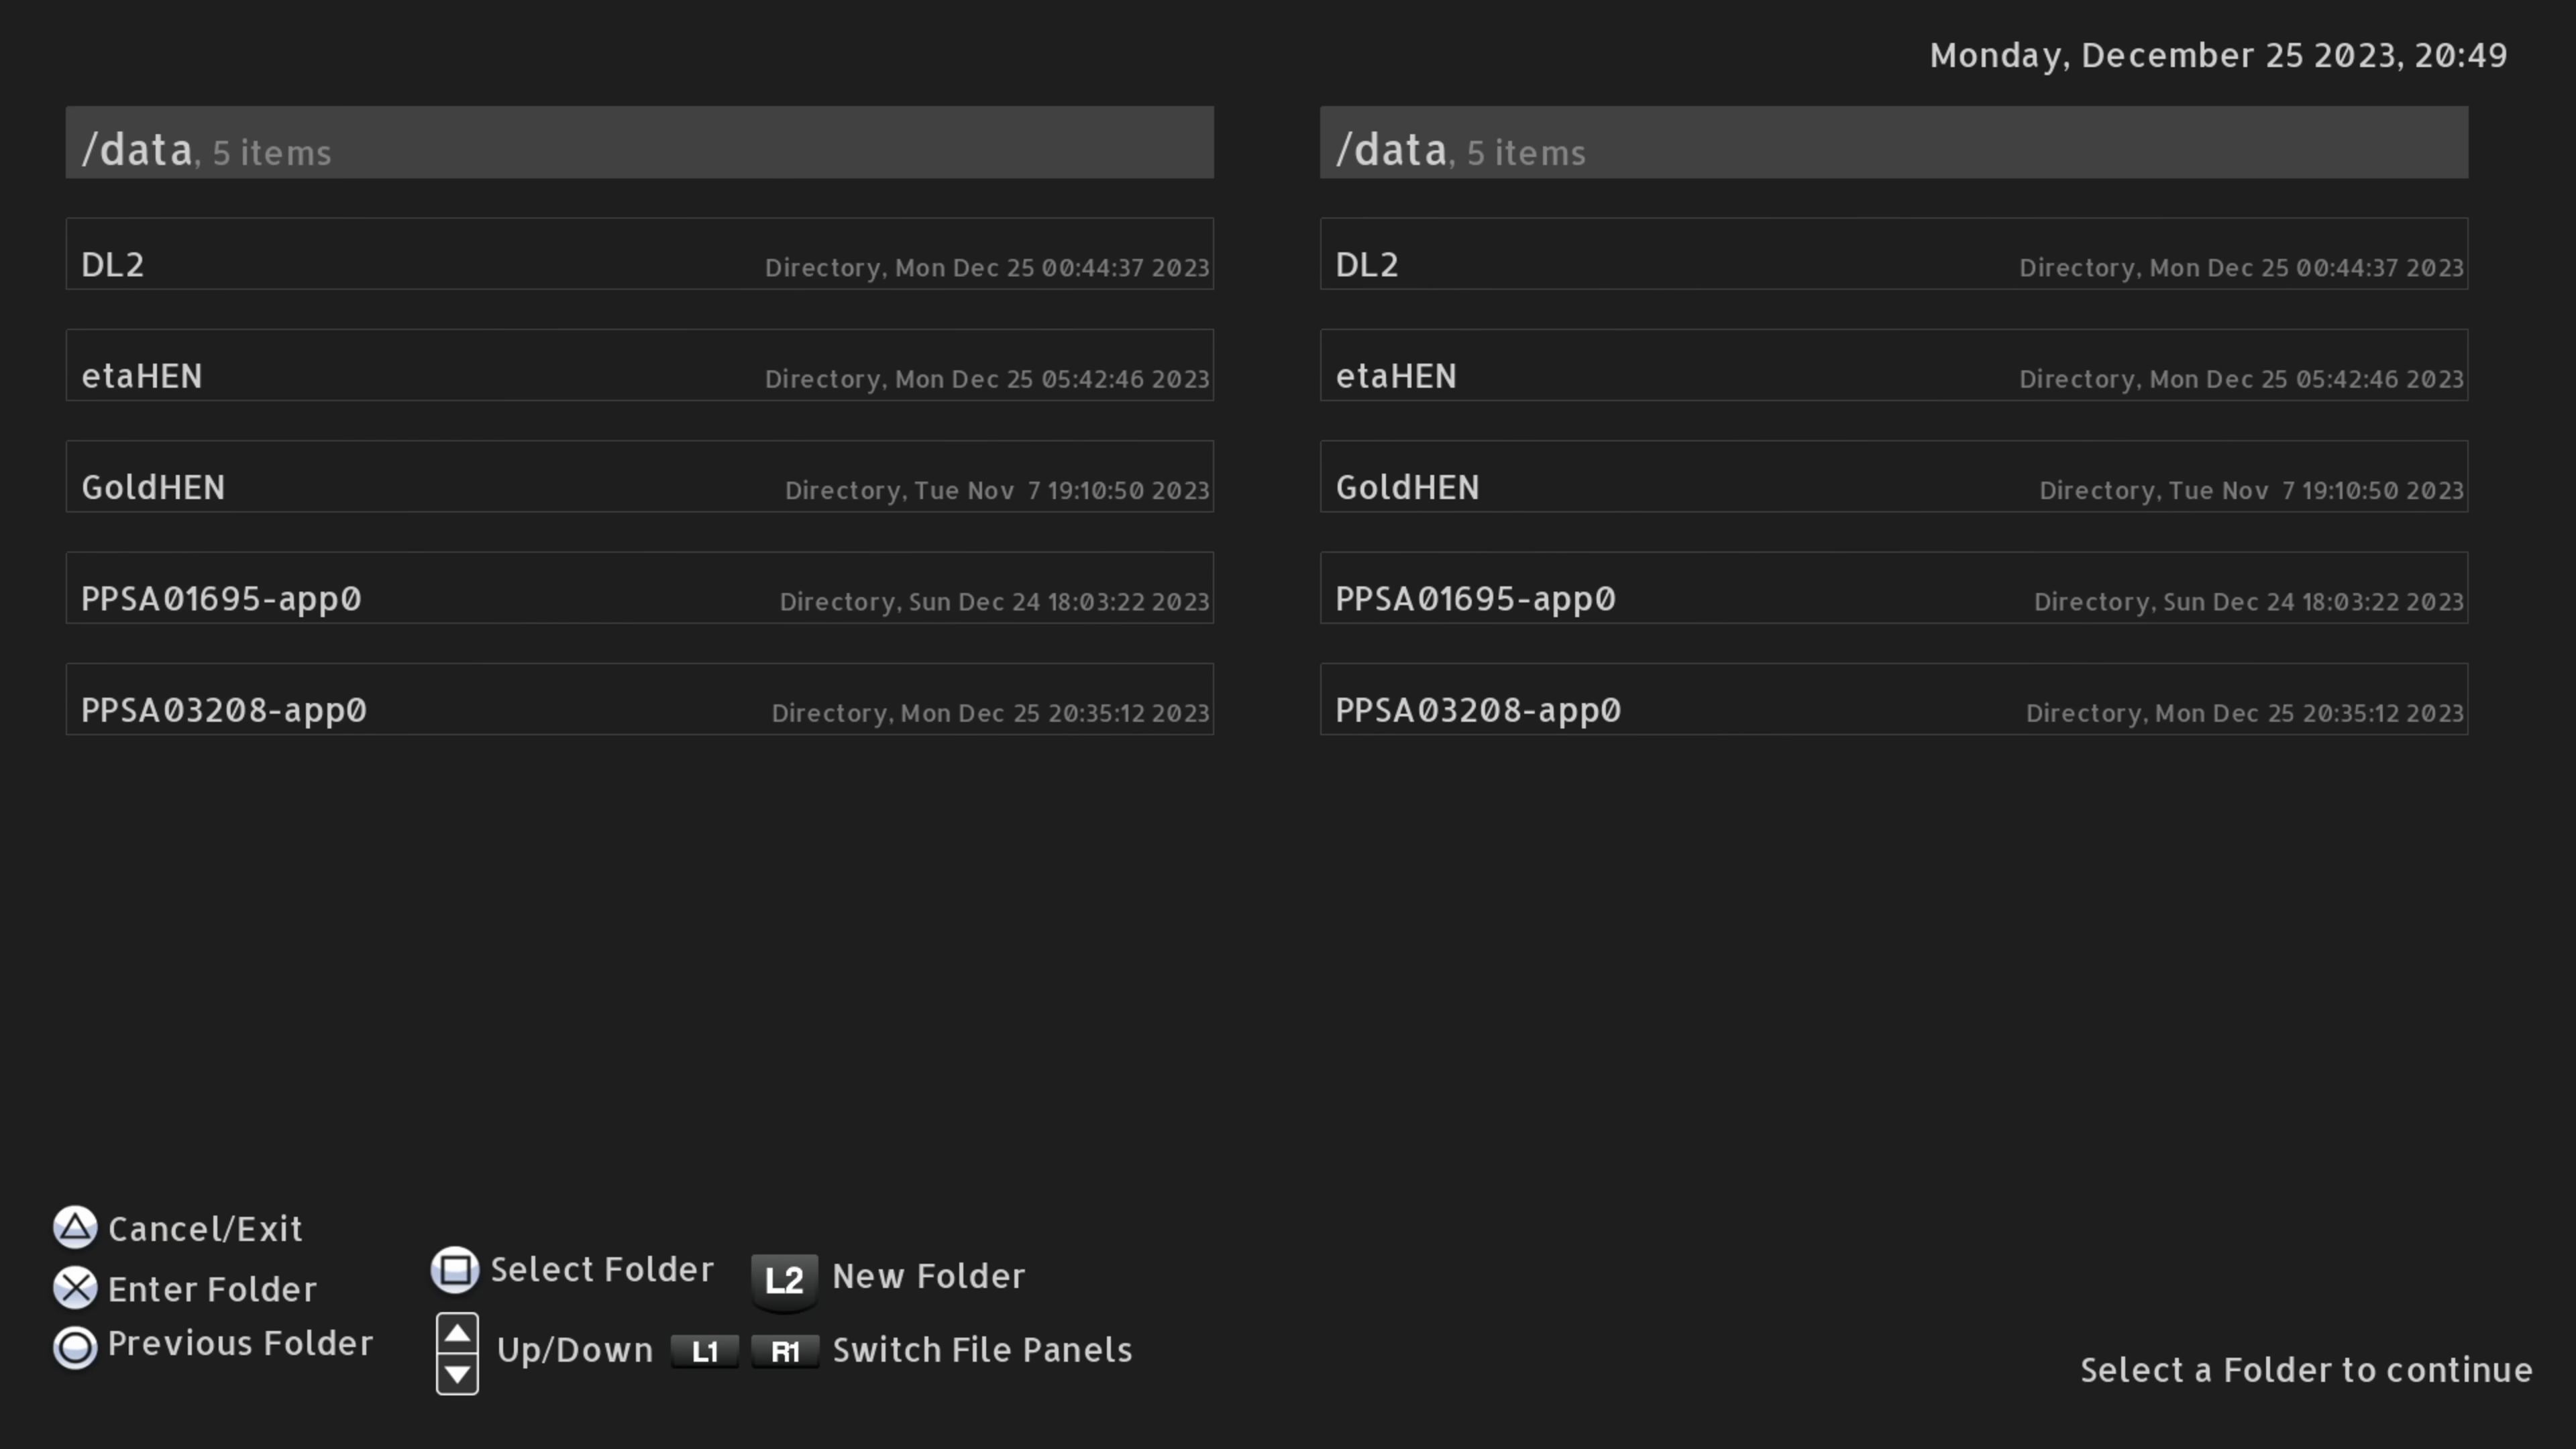 Monday, December 25 2023, 20:49
/data, 5 items
DL2 Directory, Mon Dec 25 00:44:37 2023
etaHEN Directory, Mon Dec 25 05:42:46 2023
GoldHEN Directory, Tue Nov  7 19:10:50 2023
PPSA01695-app0 Directory, Sun Dec 24 18:03:22 2023
PPSA03208-app0 Directory, Mon Dec 25 20:35:12 2023
/data, 5 items
DL2 Directory, Mon Dec 25 00:44:37 2023
etaHEN Directory, Mon Dec 25 05:42:46 2023
GoldHEN Directory, Tue Nov  7 19:10:50 2023
PPSA01695-app0 Directory, Sun Dec 24 18:03:22 2023
PPSA03208-app0 Directory, Mon Dec 25 20:35:12 2023
Cancel/Exit
Enter Folder
Previous Folder
Select Folder L2 New Folder
Up/Down L1 R1 Switch File Panels
Select a Folder to continue